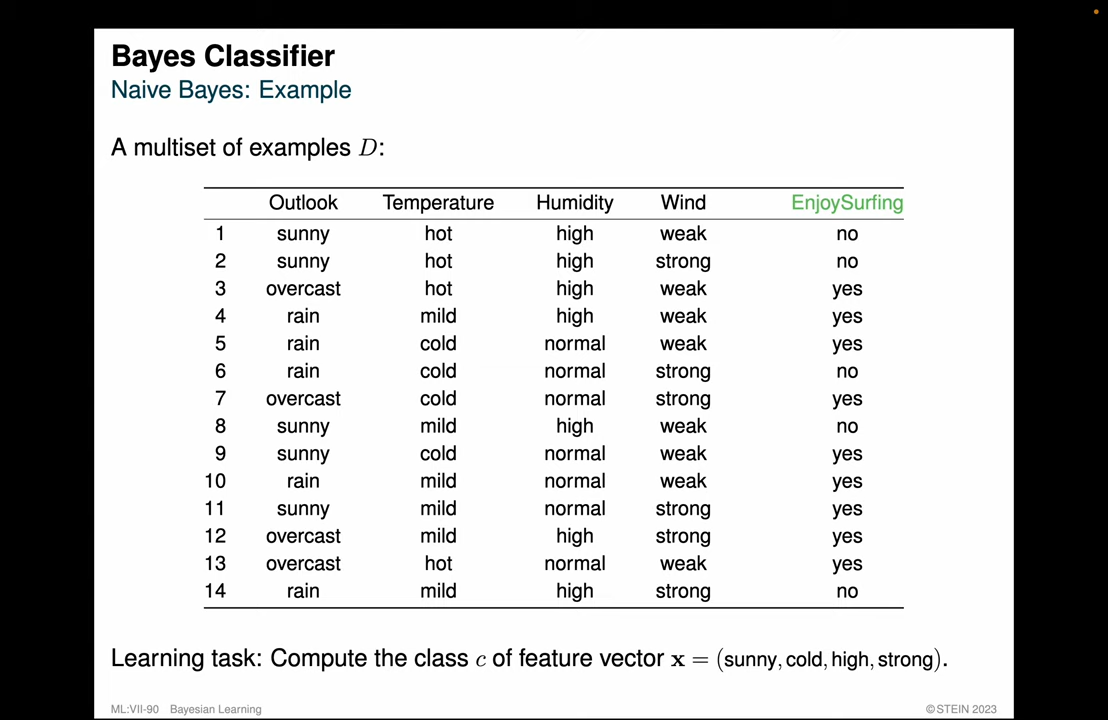 Bayes Classifier
Naive Bayes: Example
A multiset of examples D:
Outlook Temperature Humidity Wind EnjoySurfing
1 sunny hot high weak no
2 sunny hot high strong no
3 overcast hot high weak yes
4 rain mild high weak yes
5 rain cold normal weak yes
6 rain cold normal strong no
7 overcast cold normal strong yes
8 sunny mild high weak no
9 sunny cold normal weak yes
10 rain mild normal weak yes
11 sunny mild normal strong yes
12 overcast mild high strong yes
13 overcast hot normal weak yes
14 rain mild high strong no
Learning task: Compute the class c of feature vector x = (sunny, cold, high, strong).
ML:VII-90 Bayesian Learning © STEIN 2023